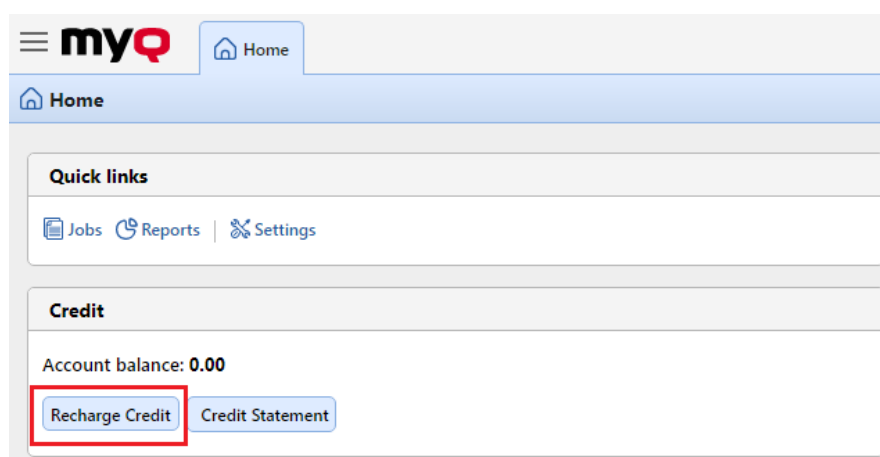 myQ Home
Home
Quick links
Jobs Reports | Settings
Credit
Account balance: 0.00
Recharge Credit Credit Statement